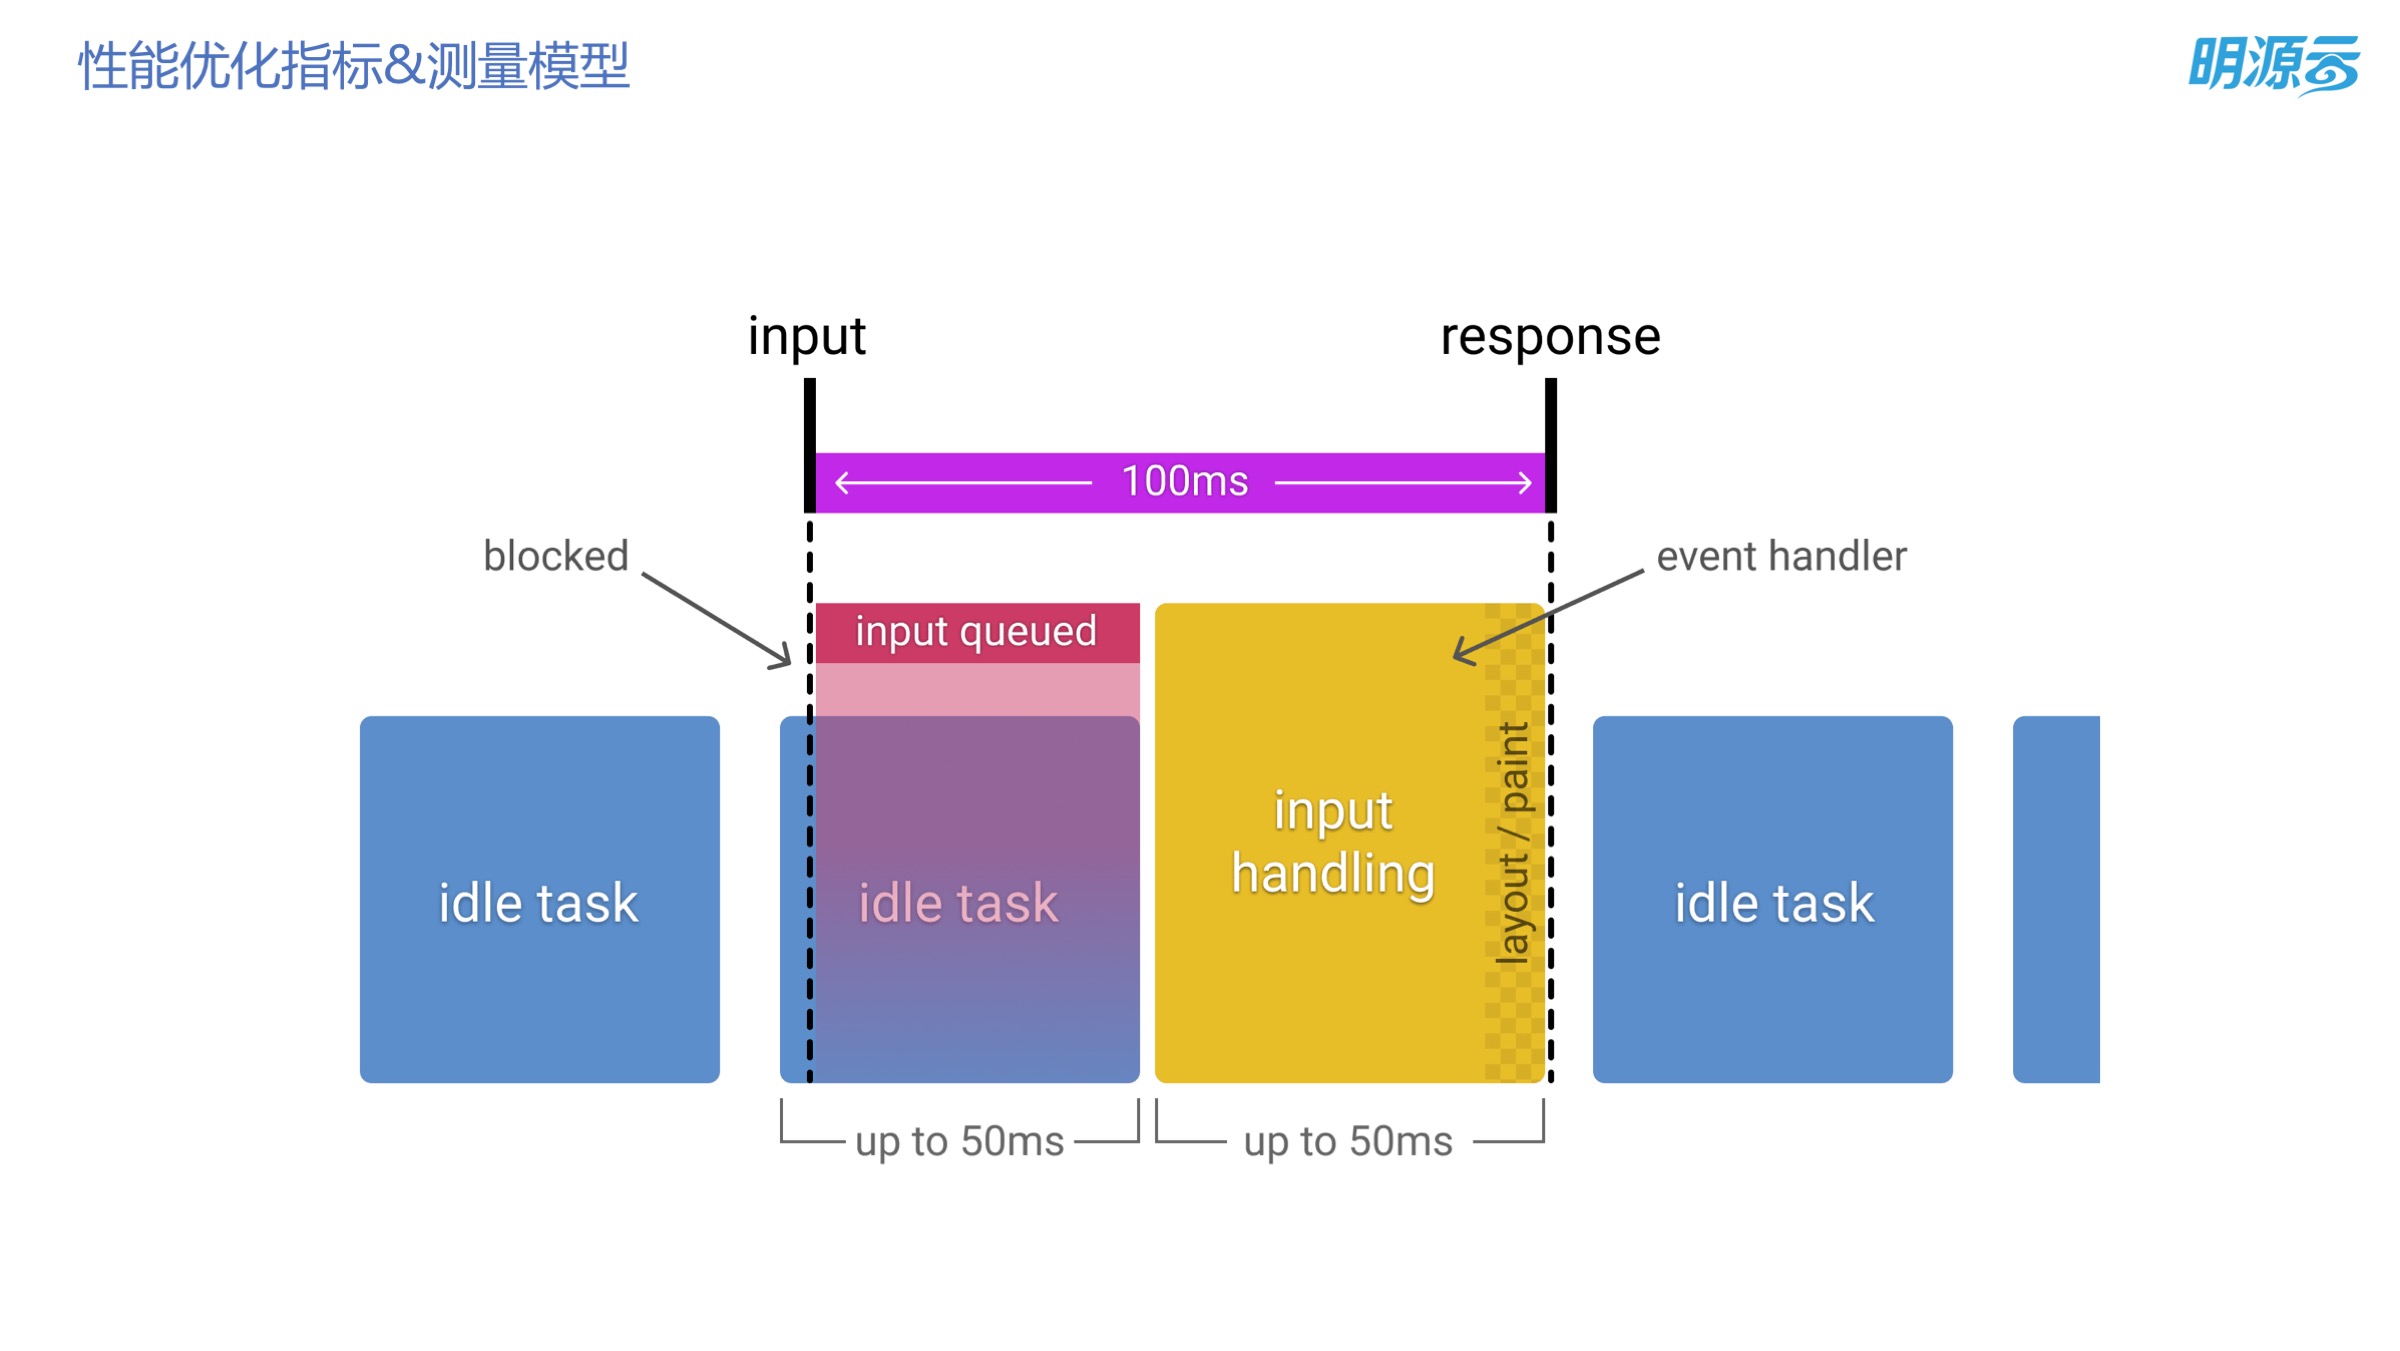 性能优化指标&测量模型
明源云
input
response
100ms
blocked
event handler
input queued
idle task
idle task
input
handling
layout / paint
idle task
up to 50ms
up to 50ms